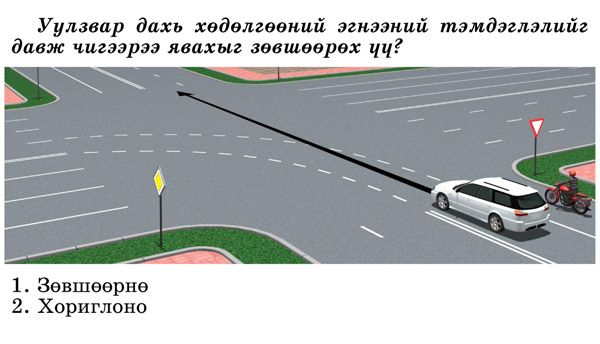 Уулзвар дахь хөдөлгөөний эгнээний тэмдэглэлийг
давж чигээрээ явахыг зөвшөөрөх үү?
1. Зөвшөөрнө
2. Хориглоно